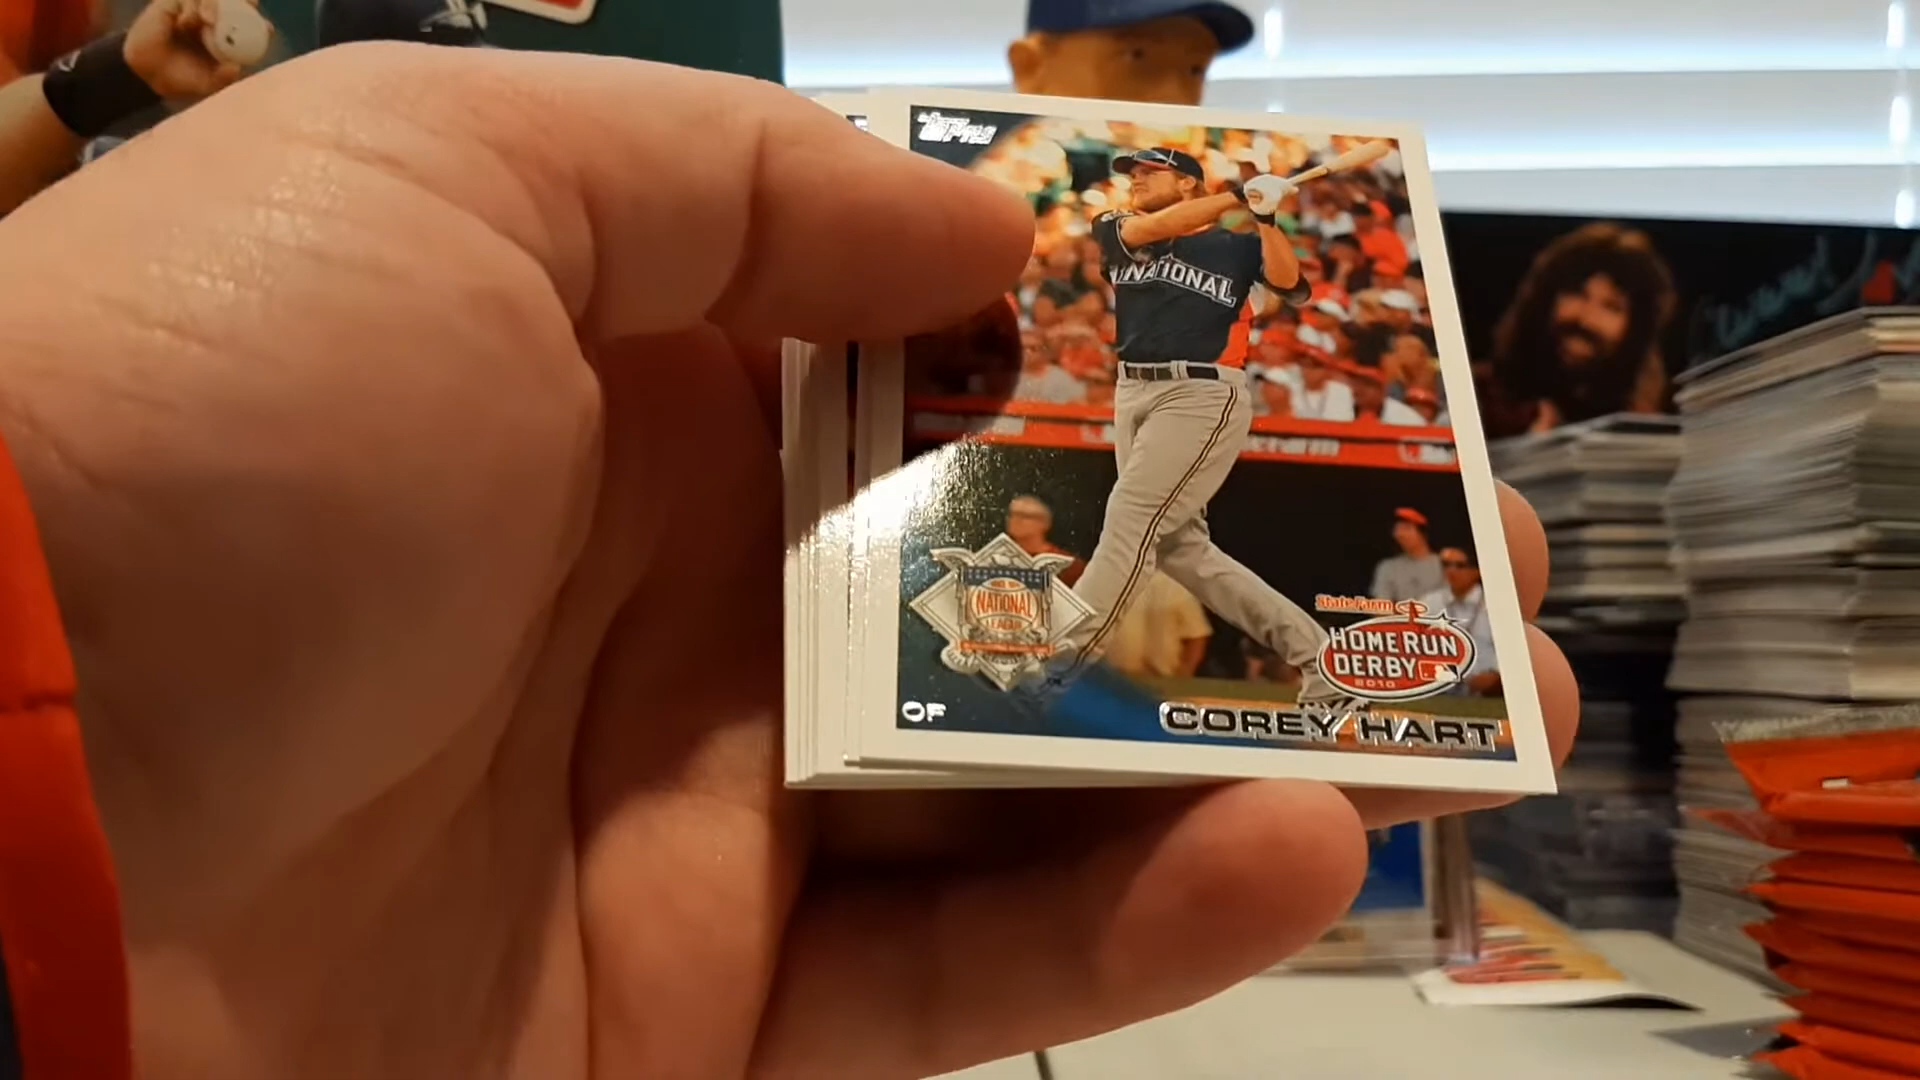 Topps
NATIONAL
NATIONAL
LEAGUE
State Farm
HOME RUN
DERBY
2010
OF
COREY HART